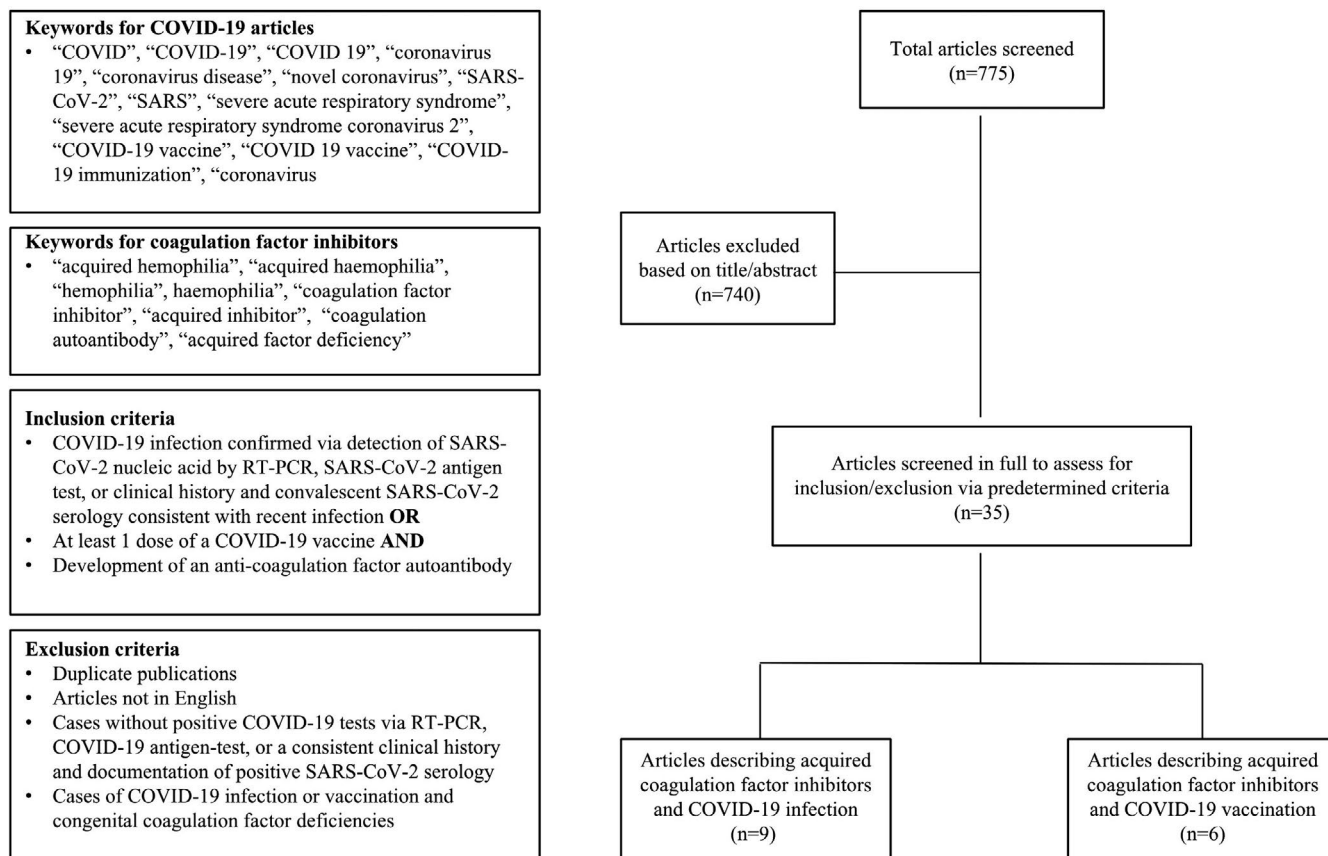 Keywords for COVID-19 articles
• “COVID”, “COVID-19”, “COVID 19”, “coronavirus
19”, “coronavirus disease”, “novel coronavirus”, “SARS-
CoV-2”, “SARS”, “severe acute respiratory syndrome”,
“severe acute respiratory syndrome coronavirus 2”,
“COVID-19 vaccine”, “COVID 19 vaccine”, “COVID-
19 immunization”, “coronavirus
Keywords for coagulation factor inhibitors
• “acquired hemophilia”, “acquired haemophilia”,
“hemophilia”, haemophilia”, “coagulation factor
inhibitor”, “acquired inhibitor”, “coagulation
autoantibody”, “acquired factor deficiency”
Inclusion criteria
• COVID-19 infection confirmed via detection of SARS-
CoV-2 nucleic acid by RT-PCR, SARS-CoV-2 antigen
test, or clinical history and convalescent SARS-CoV-2
serology consistent with recent infection OR
• At least 1 dose of a COVID-19 vaccine AND
• Development of an anti-coagulation factor autoantibody
Exclusion criteria
• Duplicate publications
• Articles not in English
• Cases without positive COVID-19 tests via RT-PCR,
COVID-19 antigen-test, or a consistent clinical history
and documentation of positive SARS-CoV-2 serology
• Cases of COVID-19 infection or vaccination and
congenital coagulation factor deficiencies
Total articles screened
(n=775)
Articles excluded
based on title/abstract
(n=740)
Articles screened in full to assess for
inclusion/exclusion via predetermined criteria
(n=35)
Articles describing acquired
coagulation factor inhibitors
and COVID-19 infection
(n=9)
Articles describing acquired
coagulation factor inhibitors
and COVID-19 vaccination
(n=6)